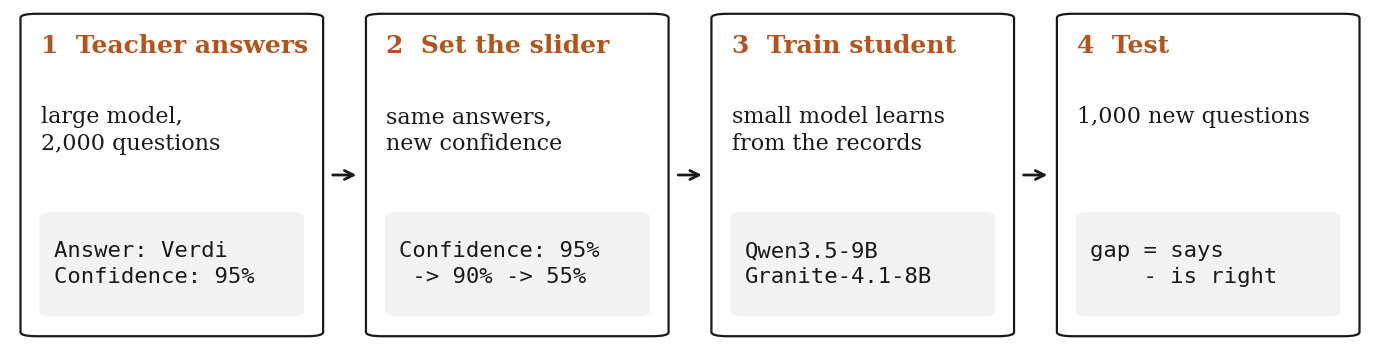 1 Teacher answers
large model,
2,000 questions
Answer: Verdi
Confidence: 95%
2 Set the slider
same answers,
new confidence
Confidence: 95%
-> 90% -> 55%
3 Train student
small model learns
from the records
Qwen3.5-9B
Granite-4.1-8B
4 Test
1,000 new questions
gap = says
- is right